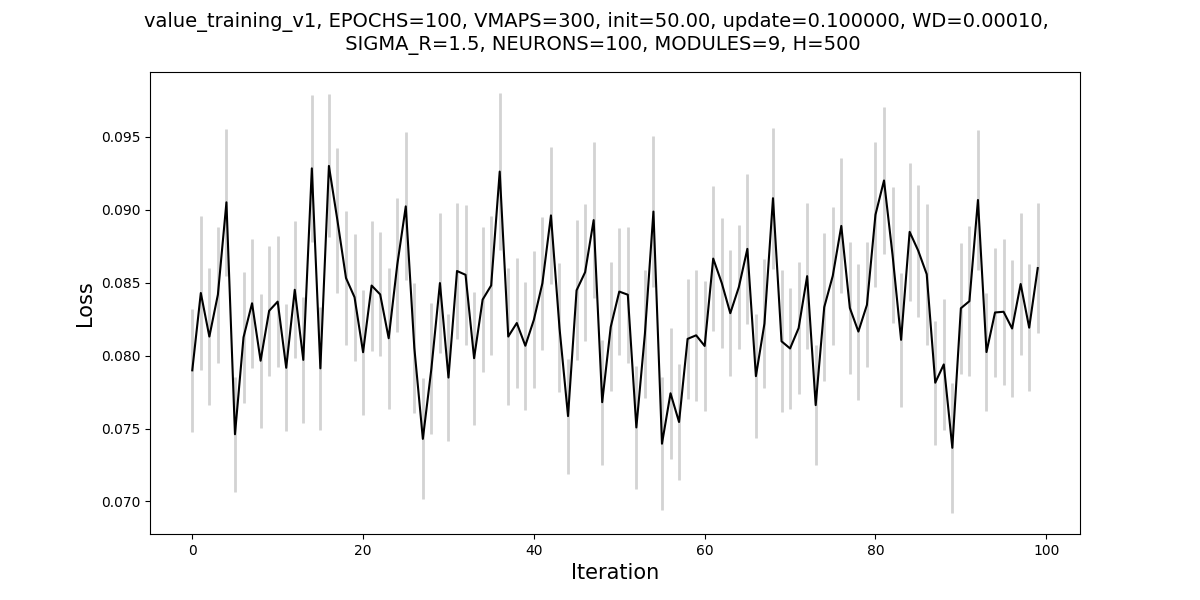 value_training_v1, EPOCHS=100, VMAPS=300, init=50.00, update=0.100000, WD=0.00010,
SIGMA_R=1.5, NEURONS=100, MODULES=9, H=500
0.095
0.090
0.085
0.080
0.075
0.070
Loss
0 20 40 60 80 100
Iteration